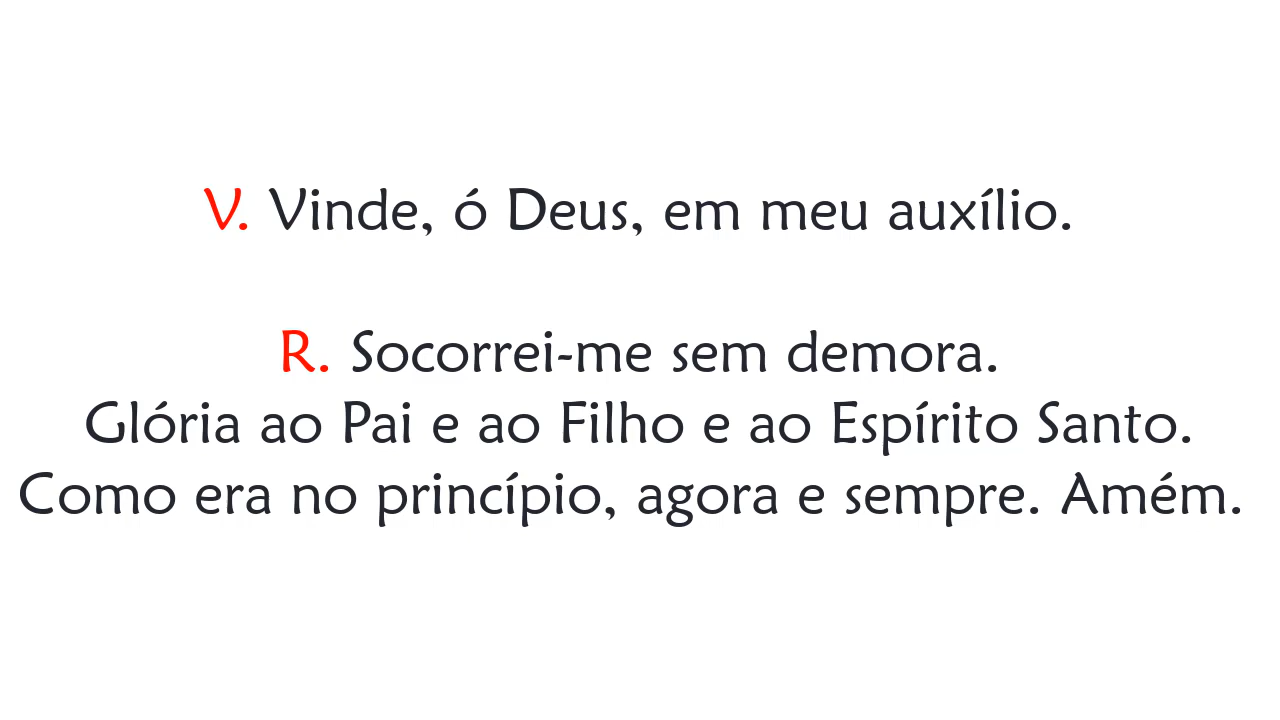 V. Vinde, ó Deus, em meu auxílio.
R. Socorrei-me sem demora.
Glória ao Pai e ao Filho e ao Espírito Santo.
Como era no princípio, agora e sempre. Amém.